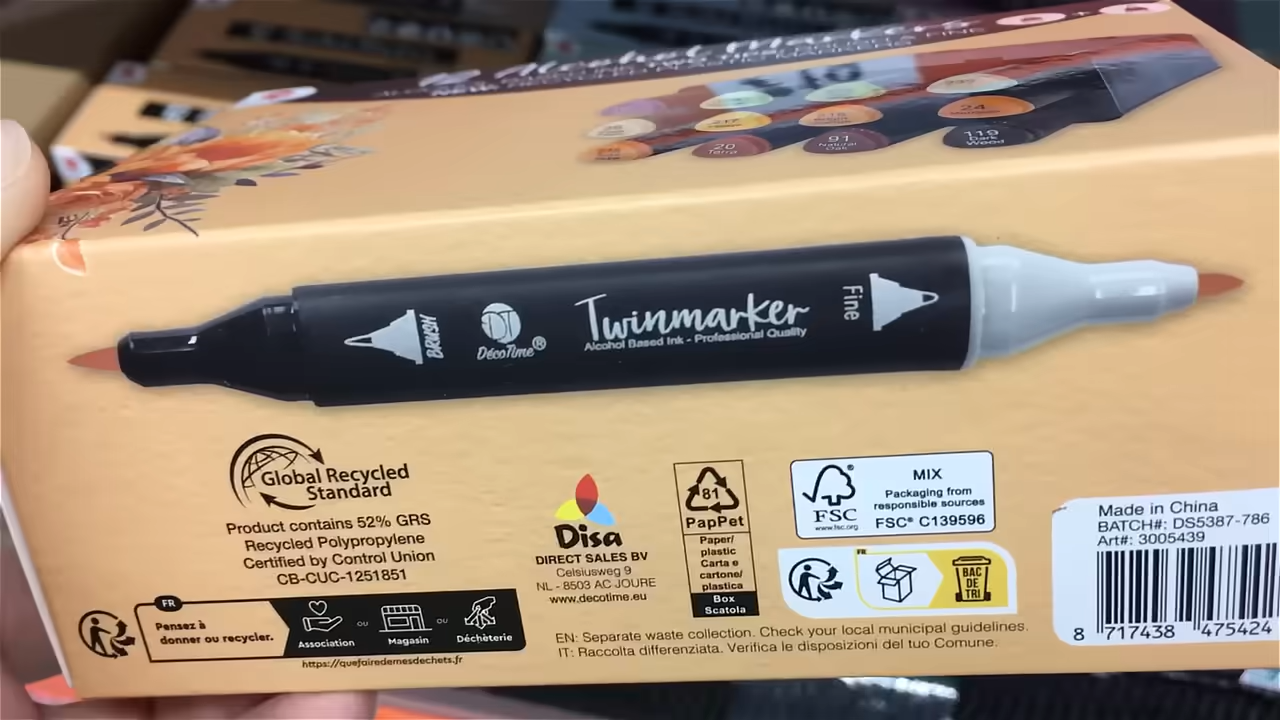 12 Alcohol Markers
217
24
20
Terra
91
Natural
Oak
119
Dark
Wood
BRUSH
DT
DécoTime®
Twinmarker
Alcohol Based Ink - Professional Quality
Fine
Global Recycled
Standard
Product contains 52% GRS
Recycled Polypropylene
Certified by Control Union
CB-CUC-1251851
FR
Pensez à
donner ou recycler.
Association
OU
Magasin
OU
Déchèterie
https://quefairedemesdechets.fr
Disa
DIRECT SALES BV
Celsiusweg 9
NL - 8503 AC JOURE
www.decotime.eu
81
PapPet
Paper/
plastic
Carta e
cartone/
plastica
Box
Scatola
FSC®
www.fsc.org
MIX
Packaging from
responsible sources
FSC® C139596
FR
BAC
DE
TRI
EN: Separate waste collection. Check your local municipal guidelines.
IT: Raccolta differenziata. Verifica le disposizioni del tuo Comune.
Made in China
BATCH#: DS5387-786
Art#: 3005439
8 717438 475424